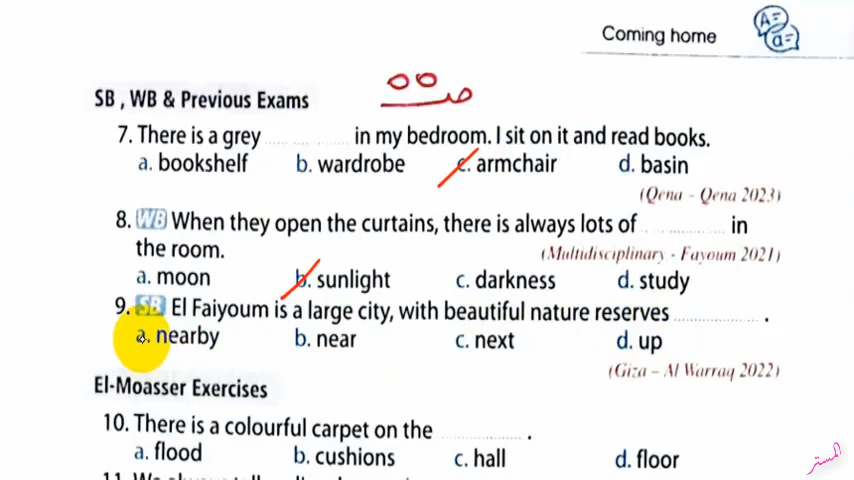 Coming home
A=
a=
SB , WB & Previous Exams
ص ٥٥
7. There is a grey ............ in my bedroom. I sit on it and read books.
a. bookshelf b. wardrobe c. armchair d. basin
(Qena - Qena 2023)
8. WB When they open the curtains, there is always lots of ............ in
the room.
(Multidisciplinary - Fayoum 2021)
a. moon b. sunlight c. darkness d. study
9. SB El Faiyoum is a large city, with beautiful nature reserves ............ .
a. nearby b. near c. next d. up
(Giza – Al Warraq 2022)
El-Moasser Exercises
10. There is a colourful carpet on the ............ .
a. flood b. cushions c. hall d. floor
المستر